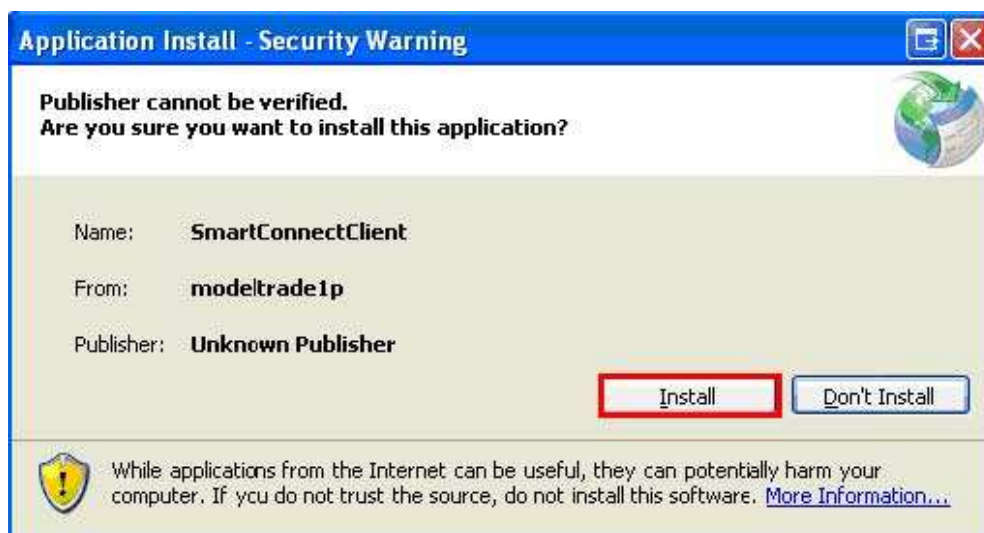 Application Install - Security Warning
Publisher cannot be verified.
Are you sure you want to install this application?
Name: SmartConnectClient
From: modeltrade1p
Publisher: Unknown Publisher
Install Don't Install
While applications from the Internet can be useful, they can potentially harm your
computer. If you do not trust the source, do not install this software. More Information...